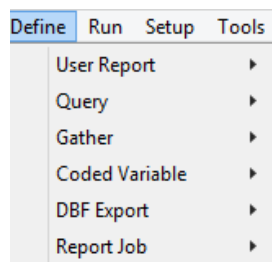 Define Run Setup Tools
User Report
Query
Gather
Coded Variable
DBF Export
Report Job